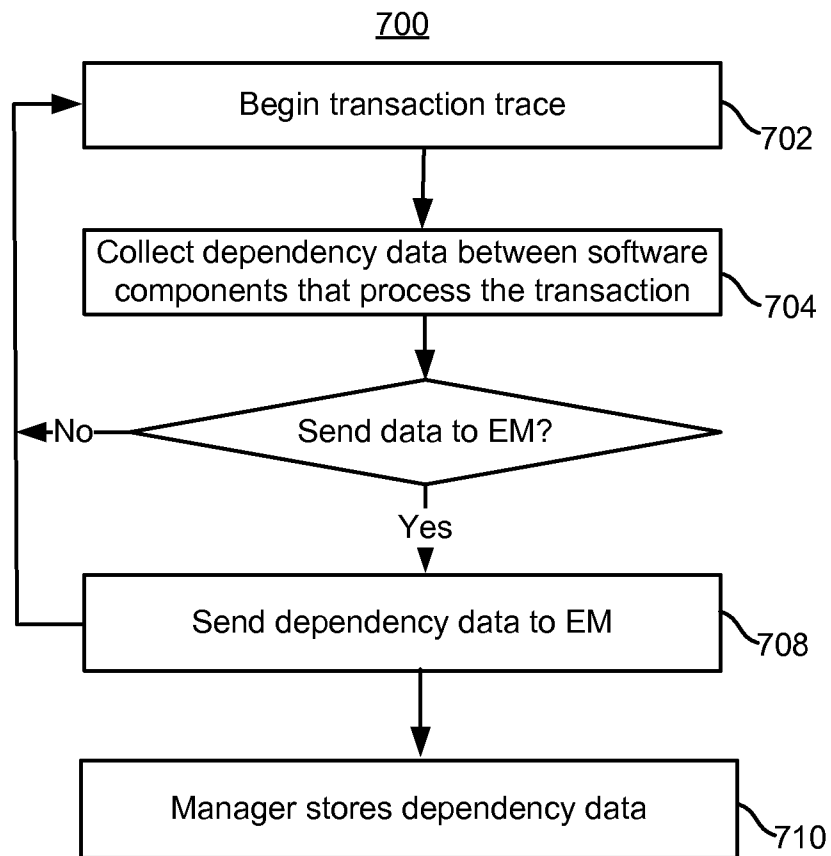 700
Begin transaction trace
702
Collect dependency data between software
components that process the transaction
704
Send data to EM?
No
Yes
Send dependency data to EM
708
Manager stores dependency data
710